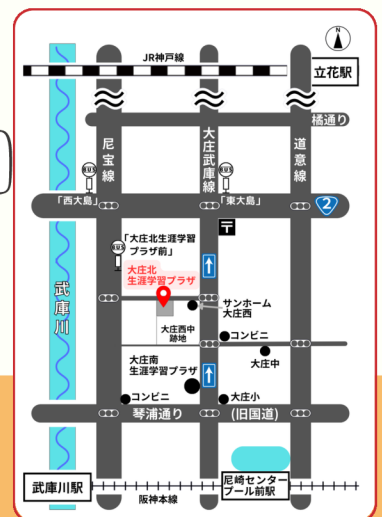 N
JR神戸線
立花駅
橘通り
尼宝線
大庄武庫線
道意線
BUS
BUS
「西大島」
「東大島」
2
〒
BUS
「大庄北生涯学習
プラザ前」
大庄北
生涯学習プラザ
武庫川
サンホーム
大庄西
大庄西中
跡地
コンビニ
大庄中
大庄南
生涯学習プラザ
コンビニ
大庄小
琴浦通り
(旧国道)
武庫川駅
阪神本線
尼崎センター
プール前駅